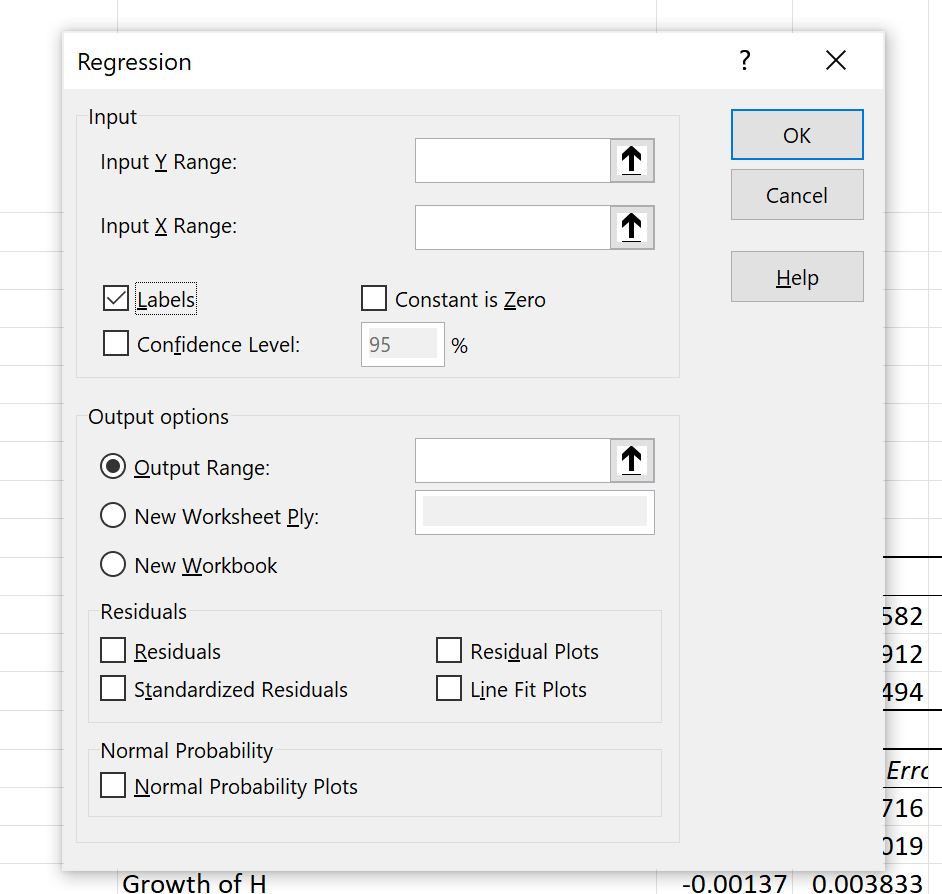 Regression ?
Input
Input Y Range:
Input X Range:
Labels
Constant is Zero
Confidence Level: 95 %
Output options
Output Range:
New Worksheet Ply:
New Workbook
Residuals
Residuals
Residual Plots
Standardized Residuals
Line Fit Plots
Normal Probability
Normal Probability Plots
OK
Cancel
Help
582
912
494
Erro
716
019
Growth of H -0.00137 0.003833